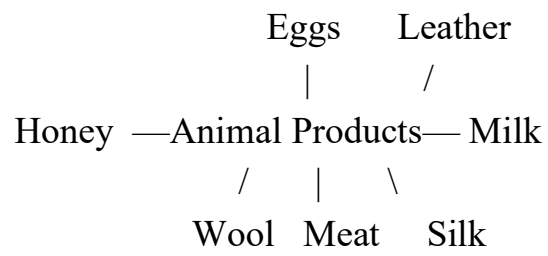 Eggs Leather
| /
Honey —Animal Products— Milk
/ | \
Wool Meat Silk